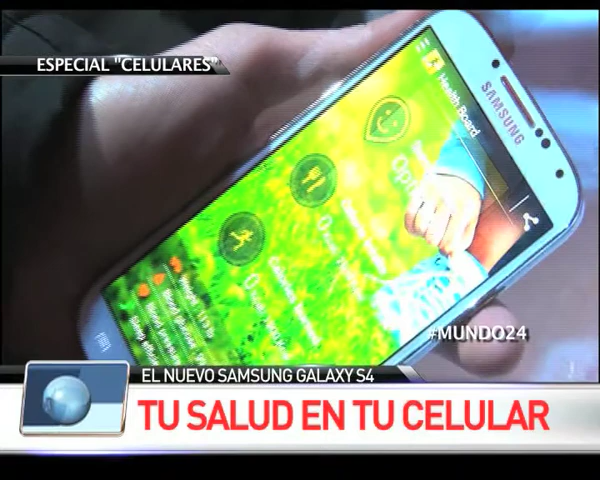 ESPECIAL "CELULARES"
SAMSUNG
Health Board
#MUNDO24
EL NUEVO SAMSUNG GALAXY S4
TU SALUD EN TU CELULAR